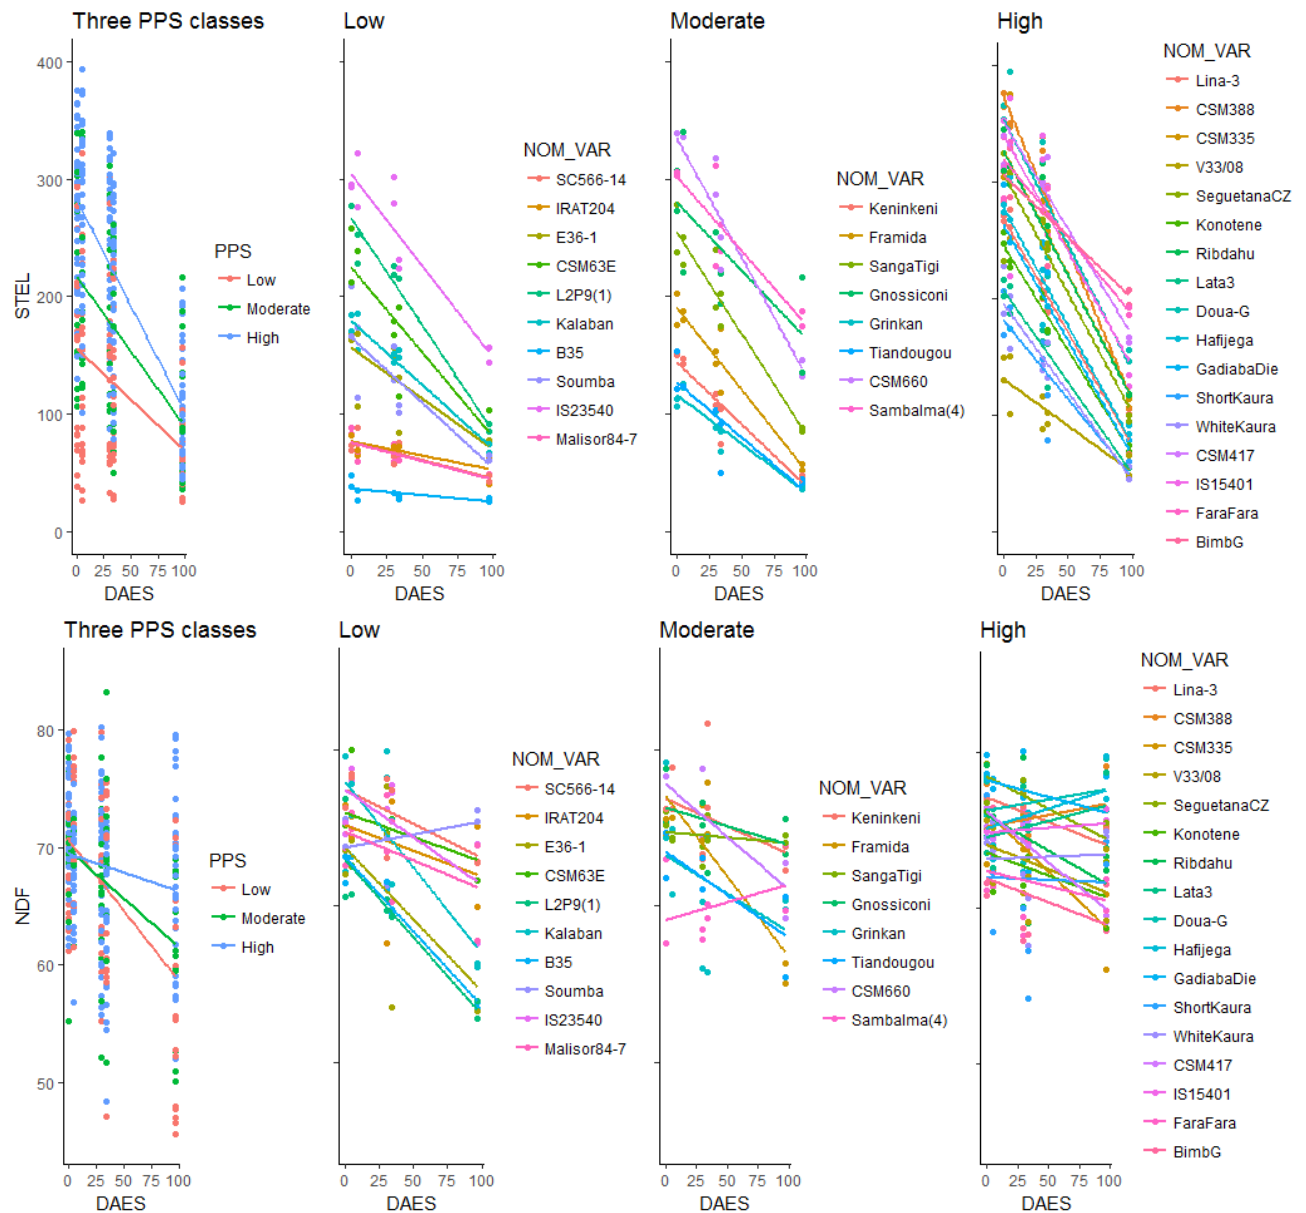 Three PPS classes
Low
Moderate
High
STEL
400
300
200
100
0
0 25 50 75 100
DAES
PPS
Low
Moderate
High
0 25 50 75 100
DAES
NOM_VAR
SC566-14
IRAT204
E36-1
CSM63E
L2P9(1)
Kalaban
B35
Soumba
IS23540
Malisor84-7
0 25 50 75 100
DAES
NOM_VAR
Keninkeni
Framida
SangaTigi
Gnossiconi
Grinkan
Tiandougou
CSM660
Sambalma(4)
0 25 50 75 100
DAES
NOM_VAR
Lina-3
CSM388
CSM335
V33/08
SeguetanaCZ
Konotene
Ribdahu
Lata3
Doua-G
Hafijega
GadiabaDie
ShortKaura
WhiteKaura
CSM417
IS15401
FaraFara
BimbG
Three PPS classes
Low
Moderate
High
NDF
80
70
60
50
0 25 50 75 100
DAES
PPS
Low
Moderate
High
0 25 50 75 100
DAES
NOM_VAR
SC566-14
IRAT204
E36-1
CSM63E
L2P9(1)
Kalaban
B35
Soumba
IS23540
Malisor84-7
0 25 50 75 100
DAES
NOM_VAR
Keninkeni
Framida
SangaTigi
Gnossiconi
Grinkan
Tiandougou
CSM660
Sambalma(4)
0 25 50 75 100
DAES
NOM_VAR
Lina-3
CSM388
CSM335
V33/08
SeguetanaCZ
Konotene
Ribdahu
Lata3
Doua-G
Hafijega
GadiabaDie
ShortKaura
WhiteKaura
CSM417
IS15401
FaraFara
BimbG